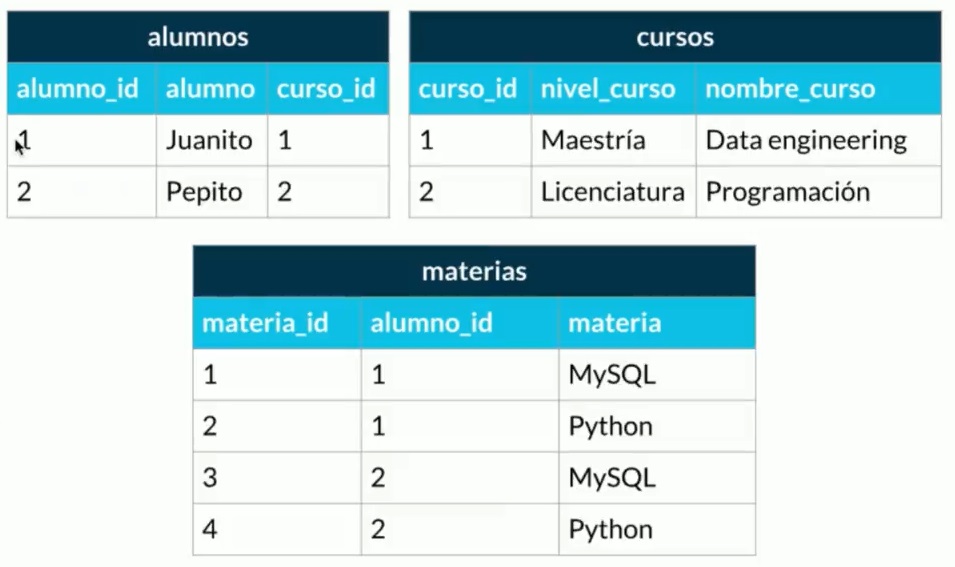 alumnos
alumno_id alumno curso_id
1 Juanito 1
2 Pepito 2
cursos
curso_id nivel_curso nombre_curso
1 Maestría Data engineering
2 Licenciatura Programación
materias
materia_id alumno_id materia
1 1 MySQL
2 1 Python
3 2 MySQL
4 2 Python